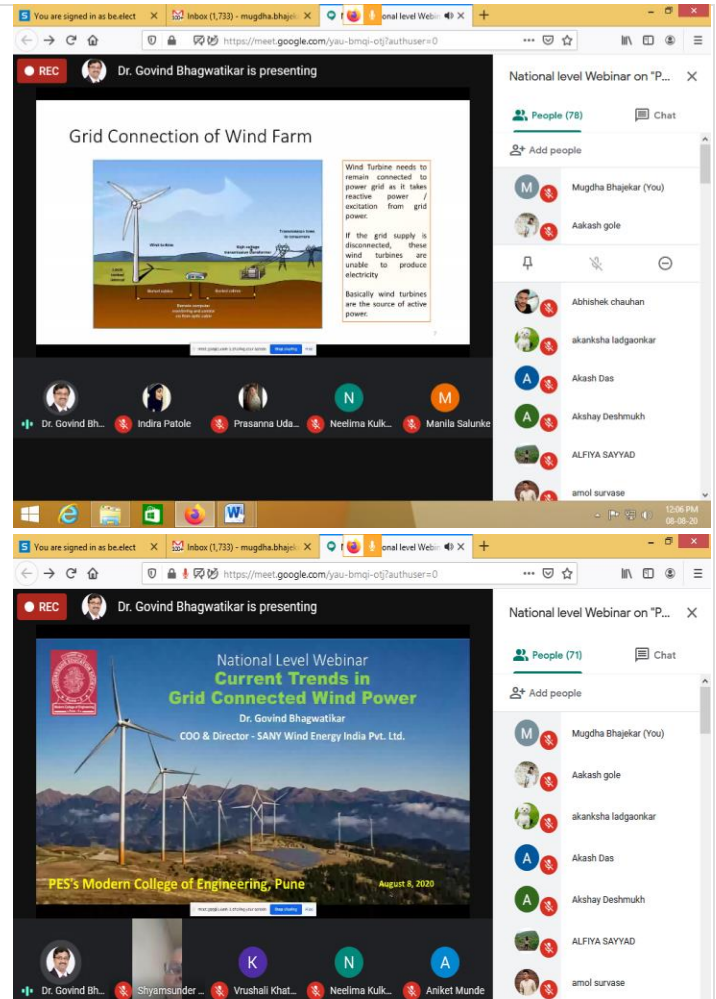 You are signed in as be.elect
Inbox (1,733) - mugdha.bhajek
onal level Webin
https://meet.google.com/yau-bmqi-otj?authuser=0
REC
Dr. Govind Bhagwatikar is presenting
National level Webinar on "P...
People (78)
Chat
Add people
Grid Connection of Wind Farm
Wind Turbine needs to
remain connected to
power grid as it takes
reactive power /
excitation from grid
power.
If the grid supply is
disconnected, these
wind turbines are
unable to produce
electricity
Basically wind turbines
are the source of active
power.
Wind turbine
Mugdha Bhajekar (You)
Aakash gole
Abhishek chauhan
akanksha ladgaonkar
A
Akash Das
A
Akshay Deshmukh
ALFIYA SAYYAD
amol survase
M
N
M
Dr. Govind Bh...
Indira Patole
Prasanna Uda...
Neelima Kulk...
Manila Salunke
12:06 PM
08-08-20
You are signed in as be.elect
Inbox (1,733) - mugdha.bhajek
onal level Webin
https://meet.google.com/yau-bmqi-otj?authuser=0
REC
Dr. Govind Bhagwatikar is presenting
National level Webinar on "P...
People (71)
Chat
Add people
National Level Webinar
Current Trends in
Grid Connected Wind Power
Dr. Govind Bhagwatikar
COO & Director - SANY Wind Energy India Pvt. Ltd.
PES's Modern College of Engineering, Pune
August 8, 2020
M
Mugdha Bhajekar (You)
Aakash gole
akanksha ladgaonkar
A
Akash Das
A
Akshay Deshmukh
ALFIYA SAYYAD
amol survase
K
N
A
Dr. Govind Bh...
Shyamsunder ...
Vrushali Khat...
Neelima Kulk...
Aniket Munde